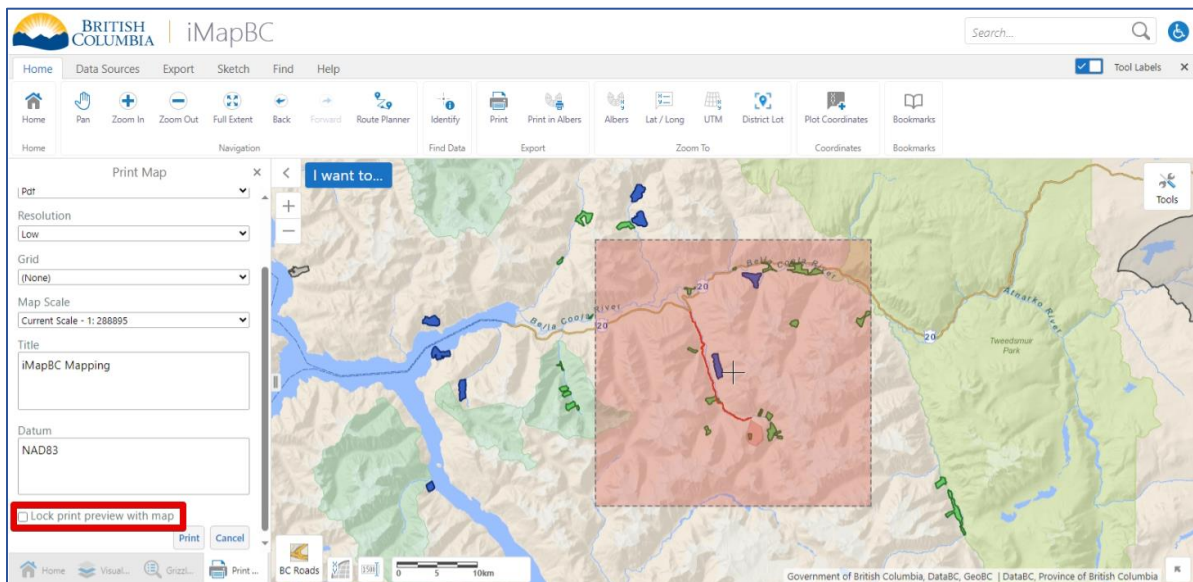 BRITISH
COLUMBIA
iMapBC
Search...
Home Data Sources Export Sketch Find Help
Tool Labels
Home Pan Zoom In Zoom Out Full Extent Back Forward Route Planner Identify Print Print in Albers Albers Lat / Long UTM District Lot Plot Coordinates Bookmarks
Home Navigation Find Data Export Zoom To Coordinates Bookmarks
Print Map
Pdf
Resolution
Low
Grid
(None)
Map Scale
Current Scale - 1: 288895
Title
iMapBC Mapping
Datum
NAD83
Lock print preview with map
Print Cancel
Home Visual... Grizzl... Print ...
I want to...
Tools
Bella Coola River
20
Bella Coola River
20
Atnarko River
20
Tweedsmuir
Park
BC Roads
0 5 10km
Government of British Columbia, DataBC, GeoBC | DataBC, Province of British Columbia